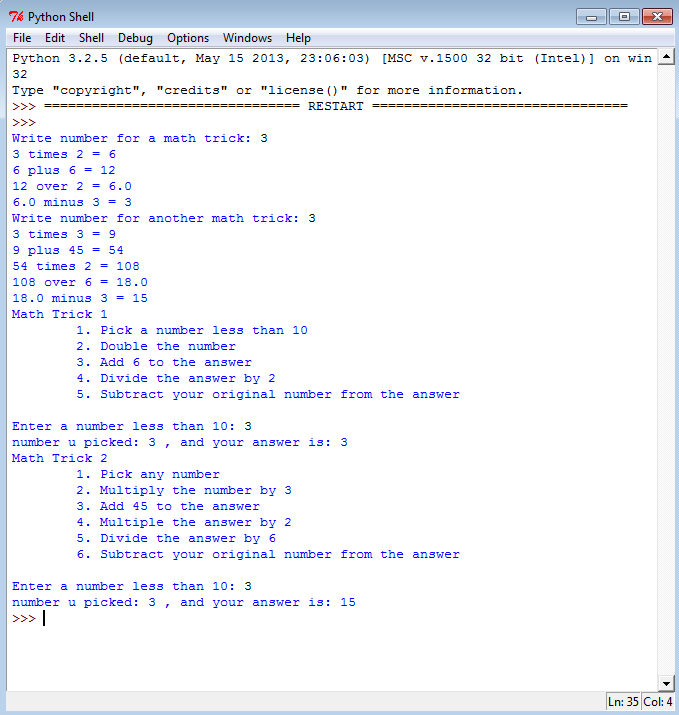 Python Shell
File Edit Shell Debug Options Windows Help
Python 3.2.5 (default, May 15 2013, 23:06:03) [MSC v.1500 32 bit (Intel)] on win
32
Type "copyright", "credits" or "license()" for more information.
>>> ================================ RESTART ================================
>>>
Write number for a math trick: 3
3 times 2 = 6
6 plus 6 = 12
12 over 2 = 6.0
6.0 minus 3 = 3
Write number for another math trick: 3
3 times 3 = 9
9 plus 45 = 54
54 times 2 = 108
108 over 6 = 18.0
18.0 minus 3 = 15
Math Trick 1
1. Pick a number less than 10
2. Double the number
3. Add 6 to the answer
4. Divide the answer by 2
5. Subtract your original number from the answer
Enter a number less than 10: 3
number u picked: 3 , and your answer is: 3
Math Trick 2
1. Pick any number
2. Multiply the number by 3
3. Add 45 to the answer
4. Multiple the answer by 2
5. Divide the answer by 6
6. Subtract your original number from the answer
Enter a number less than 10: 3
number u picked: 3 , and your answer is: 15
>>>
Ln: 35 Col: 4